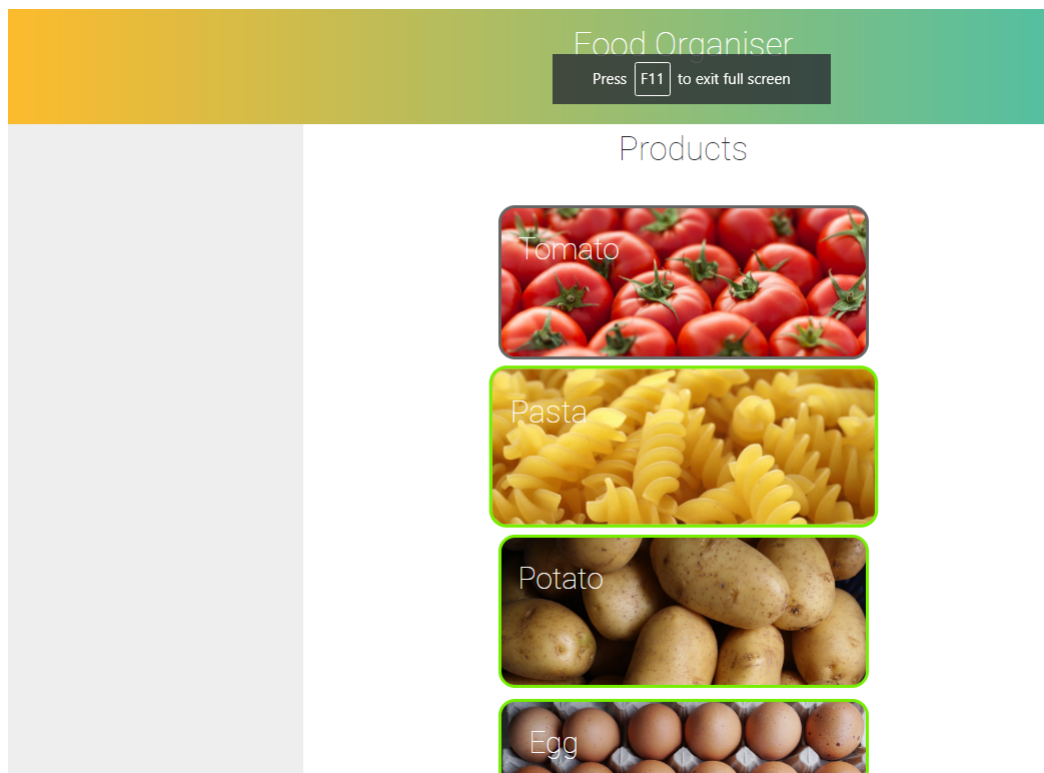 Food Organiser
Press F11 to exit full screen
Products
Tomato
Pasta
Potato
Egg